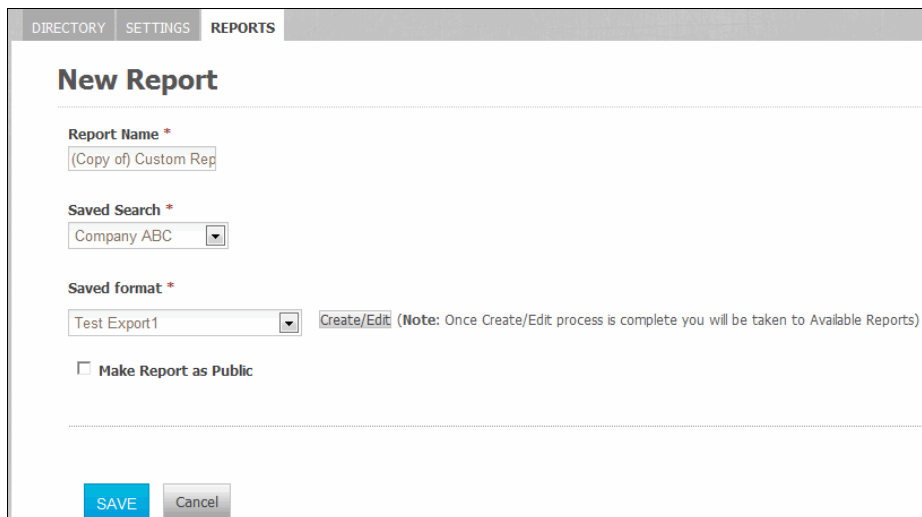 DIRECTORY SETTINGS REPORTS
New Report
Report Name *
(Copy of) Custom Rep
Saved Search *
Company ABC
Saved format *
Test Export1 Create/Edit (Note: Once Create/Edit process is complete you will be taken to Available Reports)
Make Report as Public
SAVE Cancel